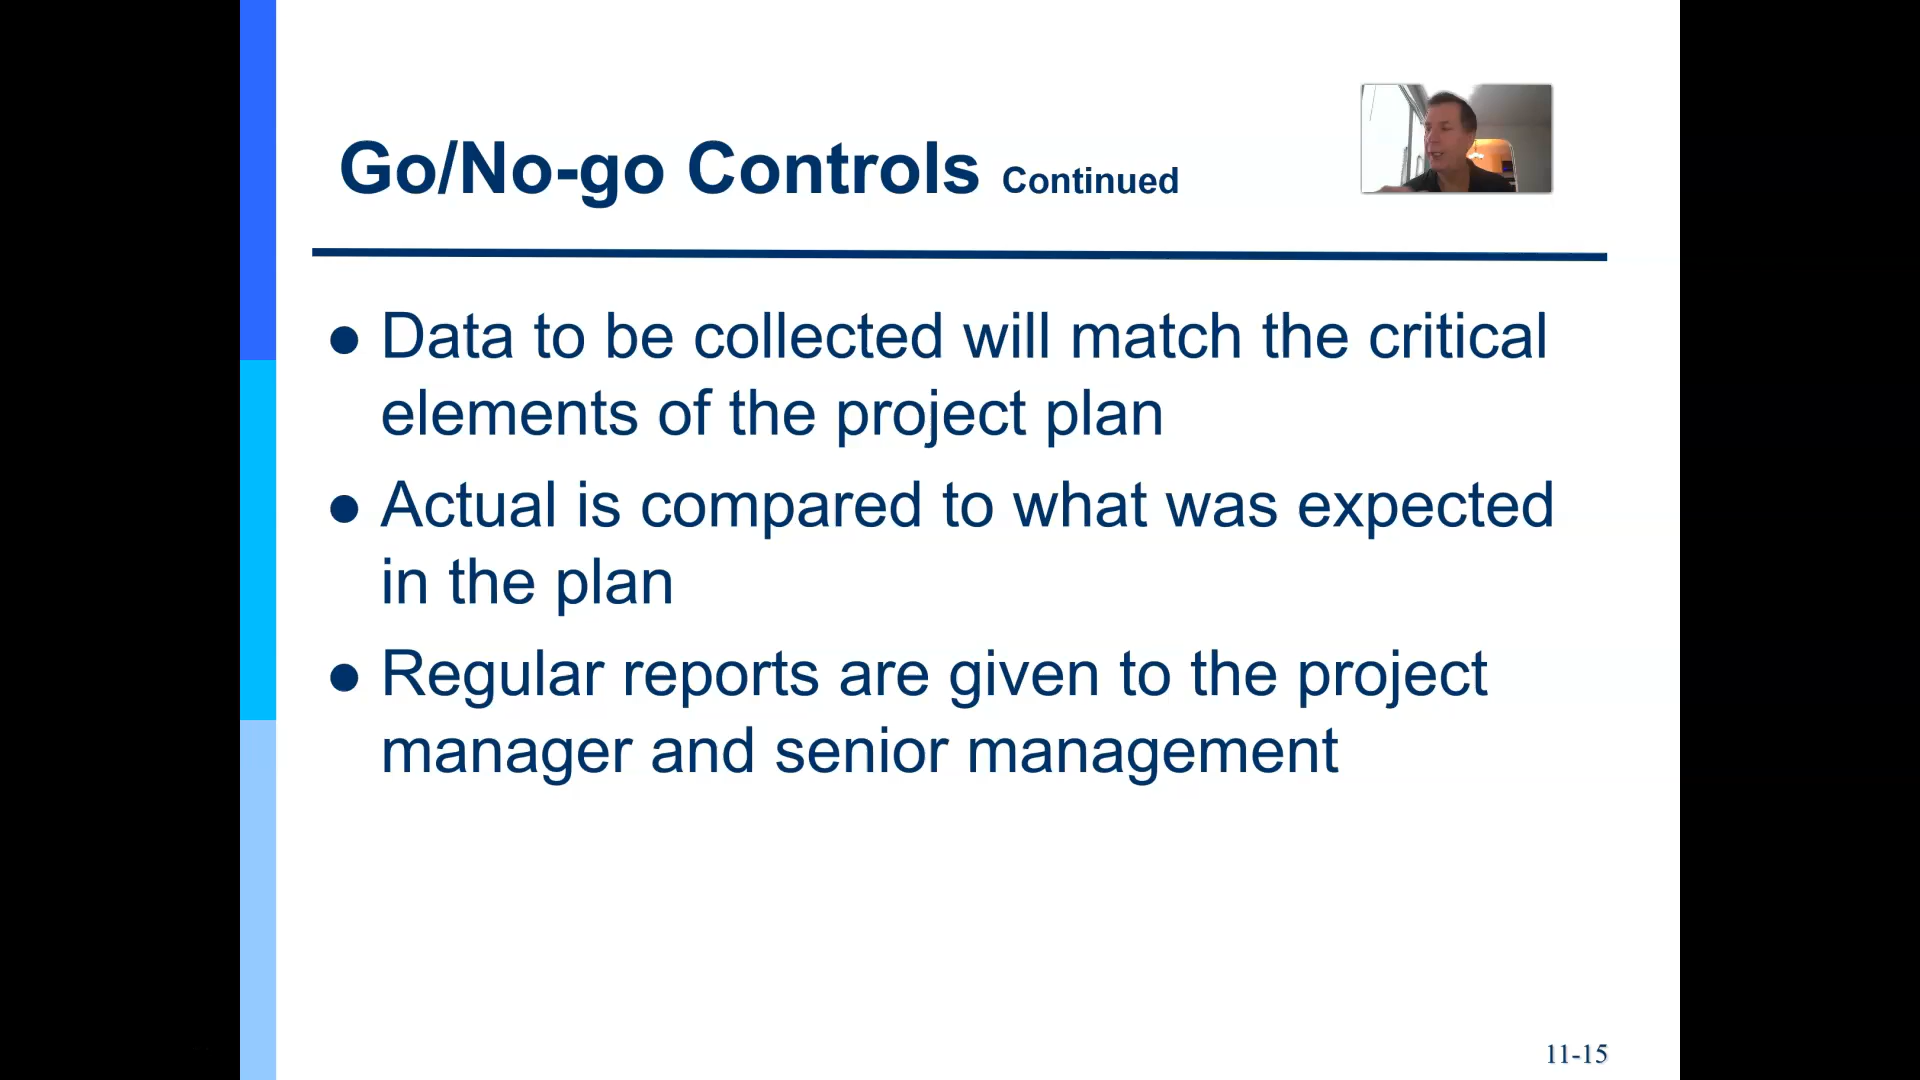 Go/No-go Controls Continued
● Data to be collected will match the critical
elements of the project plan
● Actual is compared to what was expected
in the plan
● Regular reports are given to the project
manager and senior management
11-15